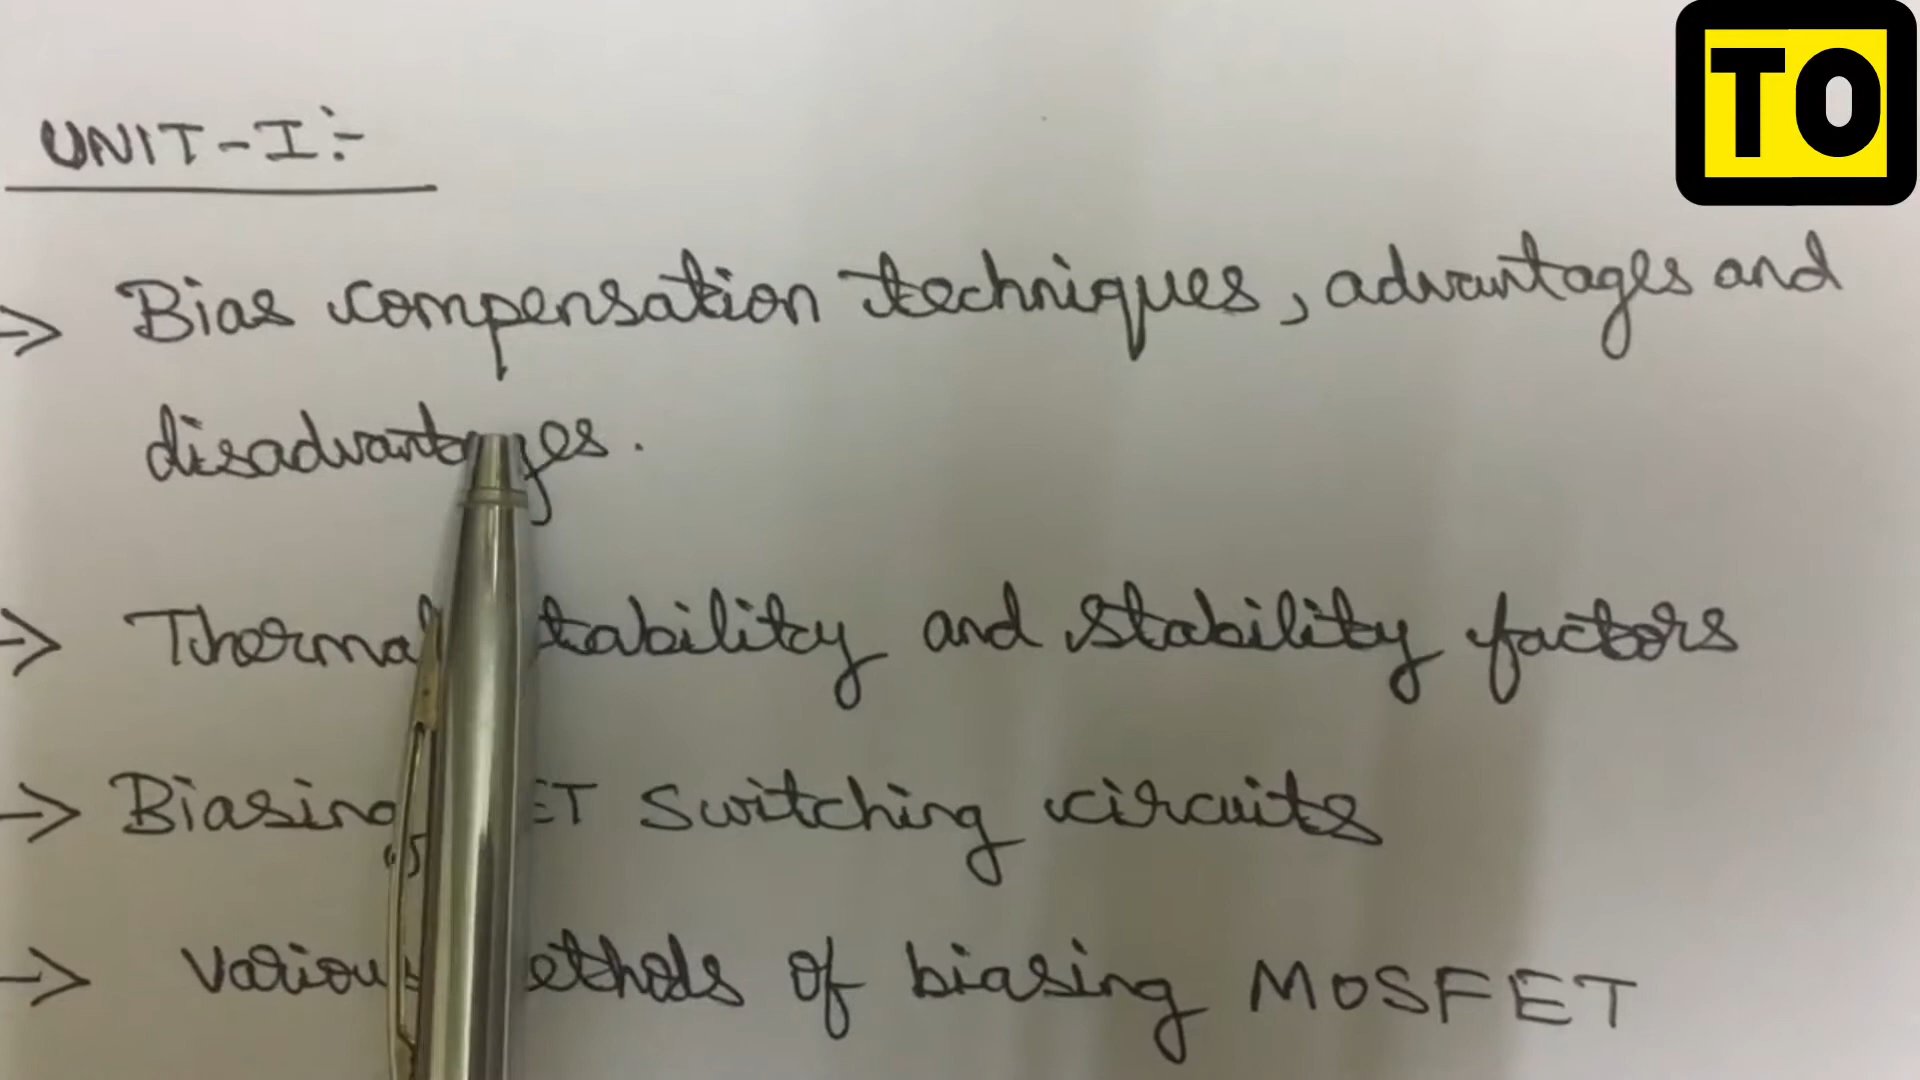 TO
UNIT-I:-
→ Bias compensation techniques, advantages and
disadvantages.
→ Thermal stability and stability factors
→ Biasing ET switching circuits
→ Various methods of biasing MOSFET